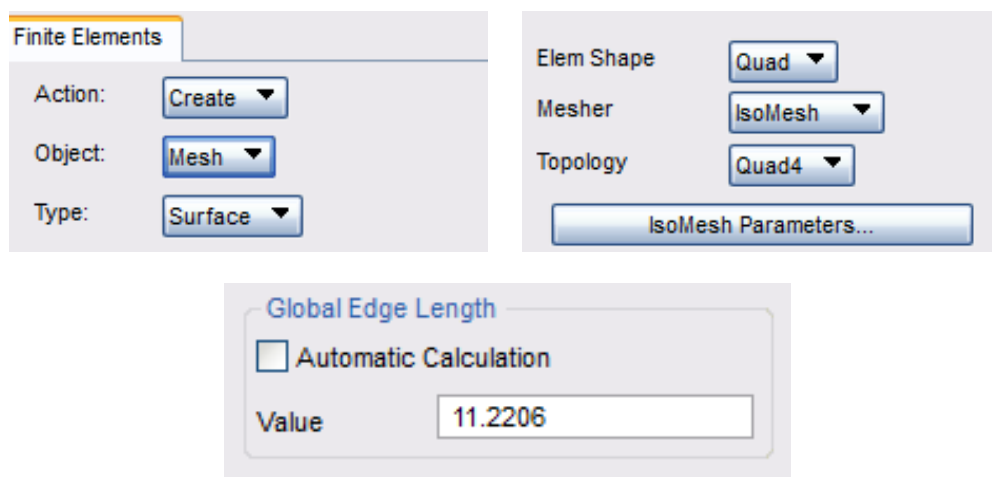 Finite Elements
Action: Create
Object: Mesh
Type: Surface
Elem Shape Quad
Mesher IsoMesh
Topology Quad4
IsoMesh Parameters...
Global Edge Length
Automatic Calculation
Value 11.2206